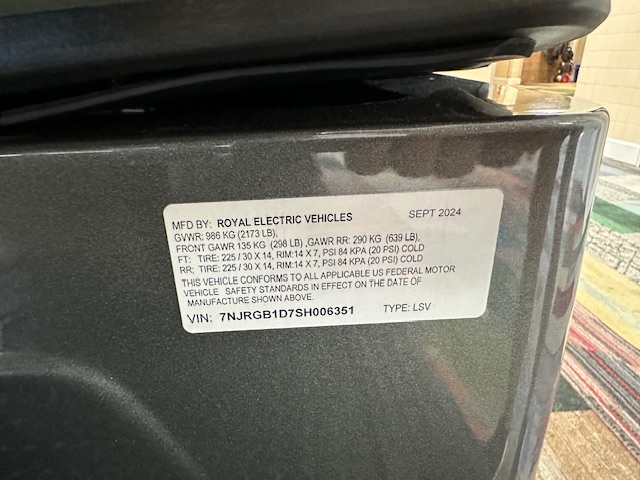 MFD BY: ROYAL ELECTRIC VEHICLES SEPT 2024
GVWR: 986 KG (2173 LB),
FRONT GAWR 135 KG (298 LB) ,GAWR RR: 290 KG (639 LB)
FT: TIRE: 225 / 30 X 14, RIM:14 X 7, PSI 84 KPA (20 PSI) COLD
RR: TIRE: 225 / 30 X 14, RIM:14 X 7, PSI 84 KPA (20 PSI) COLD
THIS VEHICLE CONFORMS TO ALL APPLICABLE US FEDERAL MOTOR
VEHICLE SAFETY STANDARDS IN EFFECT ON THE DATE OF
MANUFACTURE SHOWN ABOVE.
VIN: 7NJRGB1D7SH006351 TYPE: LSV